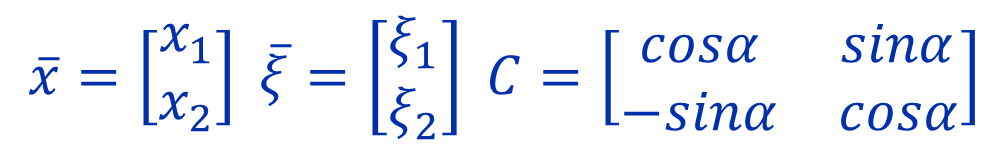 x̄ = [x₁ x₂] ξ̄ = [ξ₁ ξ₂] C = [cosα sinα −sinα cosα]